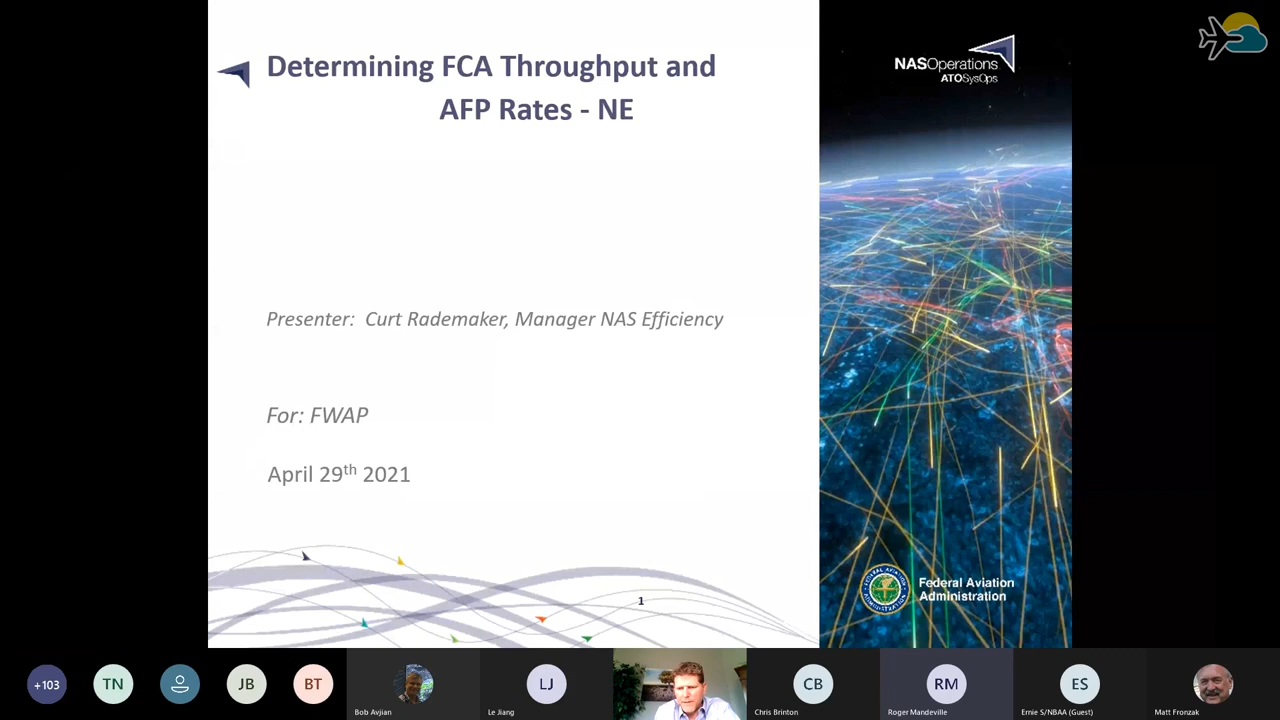 Determining FCA Throughput and
AFP Rates - NE
Presenter: Curt Rademaker, Manager NAS Efficiency
For: FWAP
April 29th 2021
1
NASOperations
ATOSysOps
Federal Aviation
Administration
+103
TN
JB
BT
Bob Avjian
LJ
Le Jiang
CB
Chris Brinton
RM
Roger Mandeville
ES
Ernie S/NBAA (Guest)
Matt Fronzak